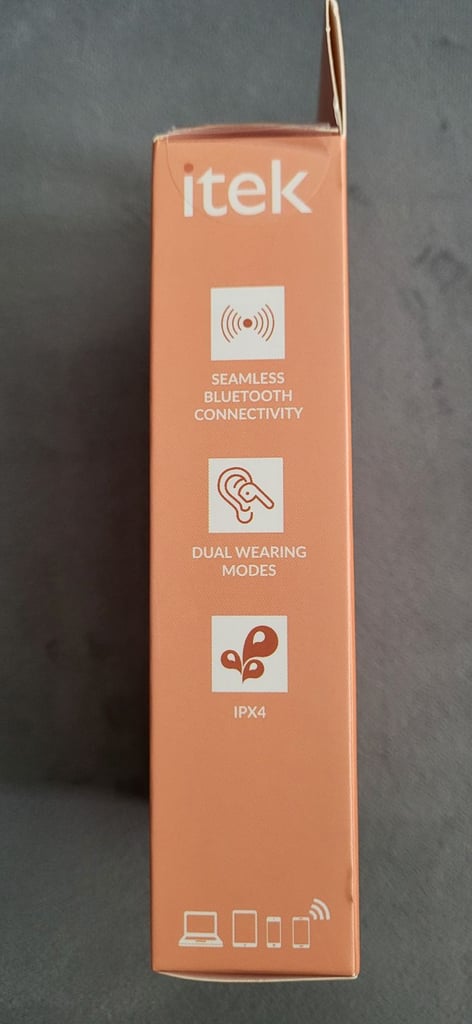 itek
SEAMLESS
BLUETOOTH
CONNECTIVITY
DUAL WEARING
MODES
IPX4